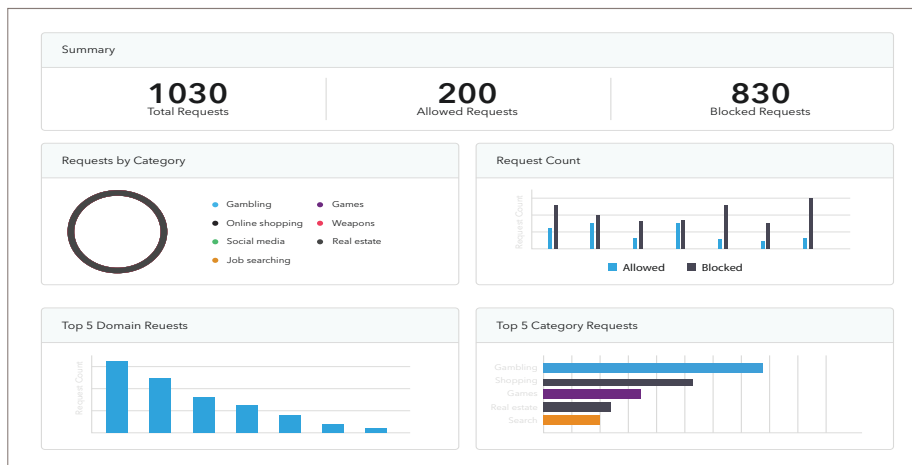 Summary
1030
Total Requests
200
Allowed Requests
830
Blocked Requests
Requests by Category
Gambling
Games
Online shopping
Weapons
Social media
Real estate
Job searching
Request Count
Request Count
Allowed
Blocked
Top 5 Domain Reuests
Request Count
Top 5 Category Requests
Gambling
Shopping
Games
Real esate
Search